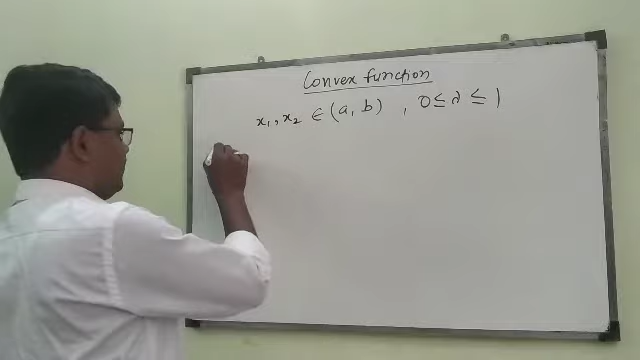 Convex function
x₁, x₂ ∈ (a, b) , 0 ≤ λ ≤ 1